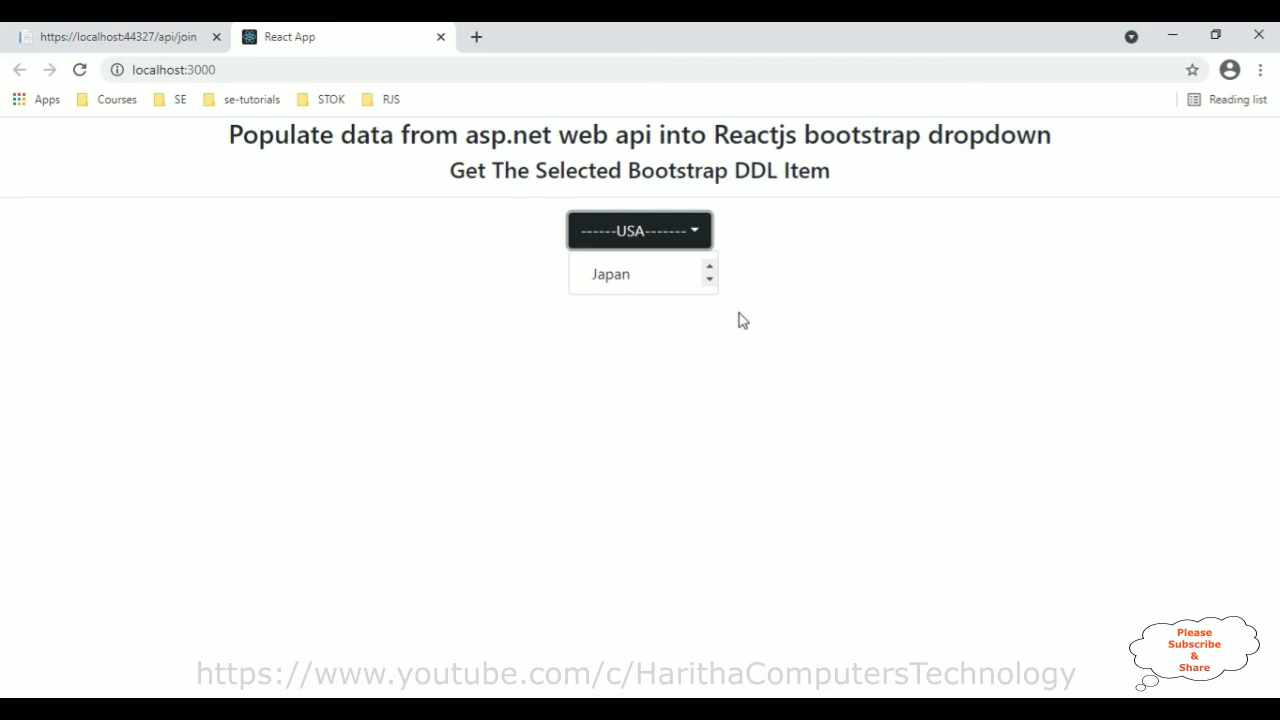 https://localhost:44327/api/join
React App
localhost:3000
Apps
Courses
SE
se-tutorials
STOK
RJS
Reading list
Populate data from asp.net web api into Reactjs bootstrap dropdown
Get The Selected Bootstrap DDL Item
------USA-------
Japan
Please
Subscribe
&
Share
https://www.youtube.com/c/HarithaComputersTechnology